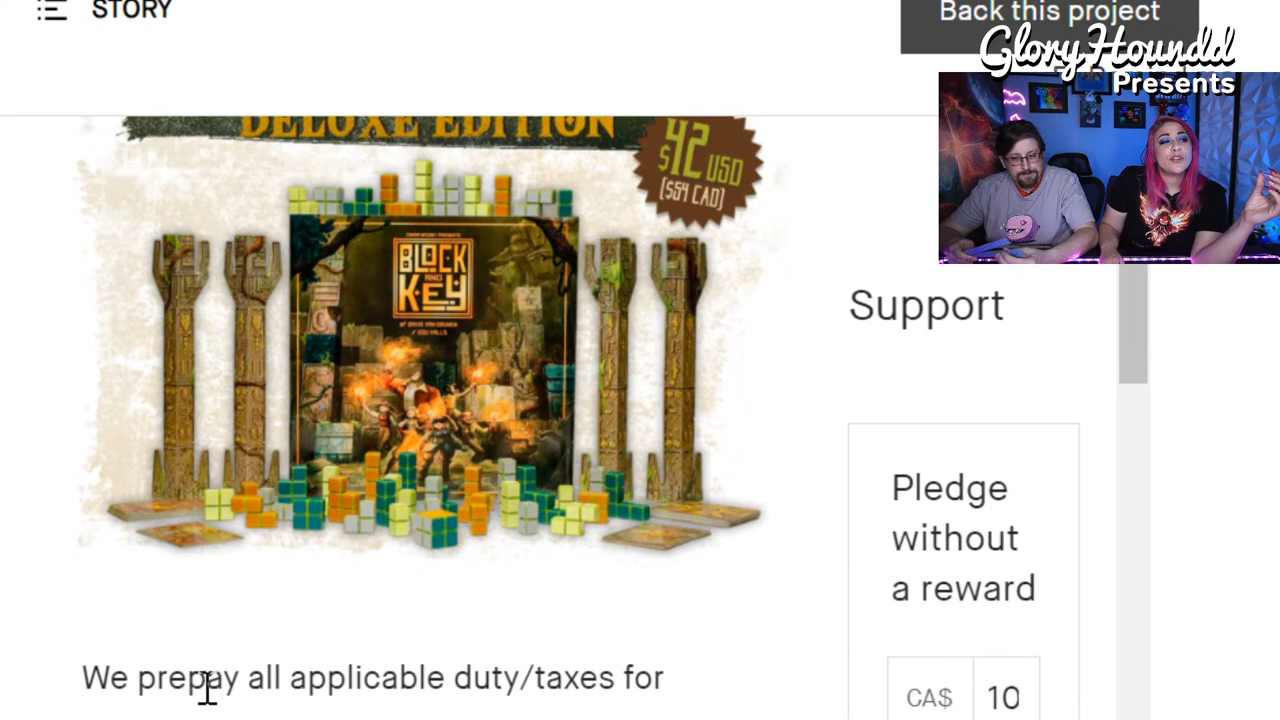 STORY
Back this project
GloryHoundd
Presents
DELUXE EDITION
$42 USD
($54 CAD)
BLOCK
AND
KEY
Support
Pledge
without
a reward
We prepay all applicable duty/taxes for
CA$ 10